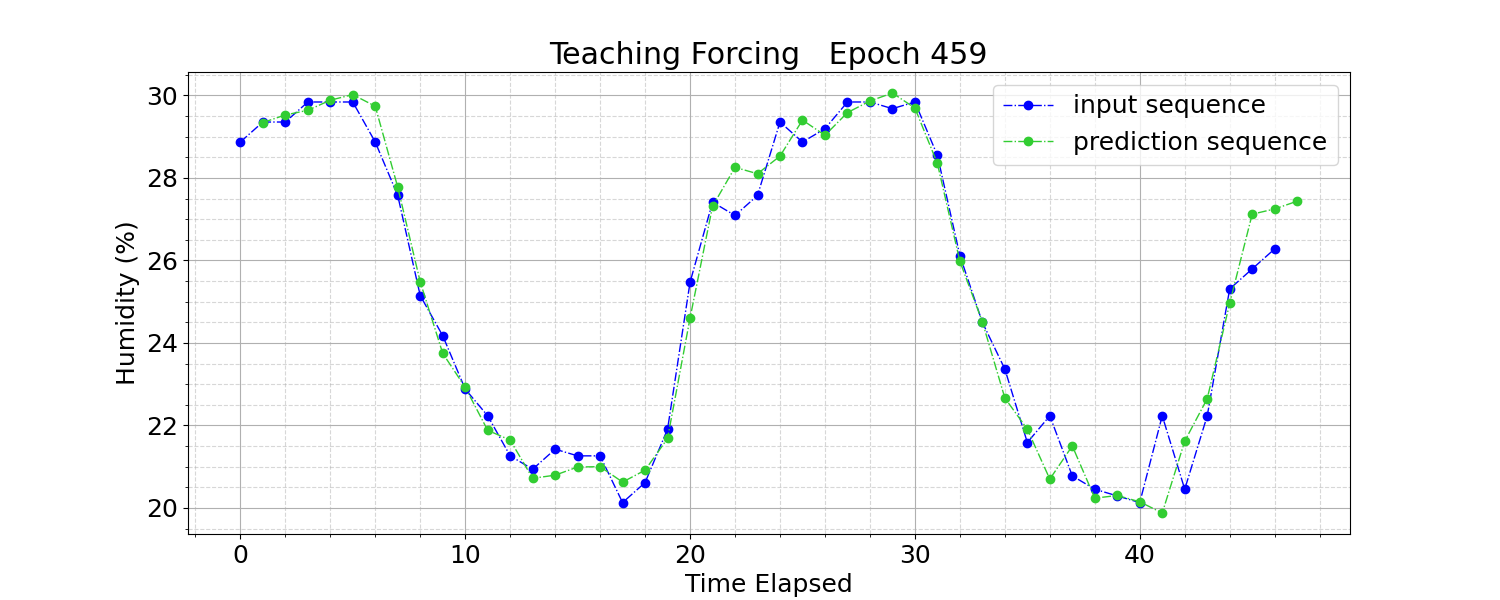 Teaching Forcing   Epoch 459
input sequence
prediction sequence
Humidity (%)
30
28
26
24
22
20
0 10 20 30 40
Time Elapsed